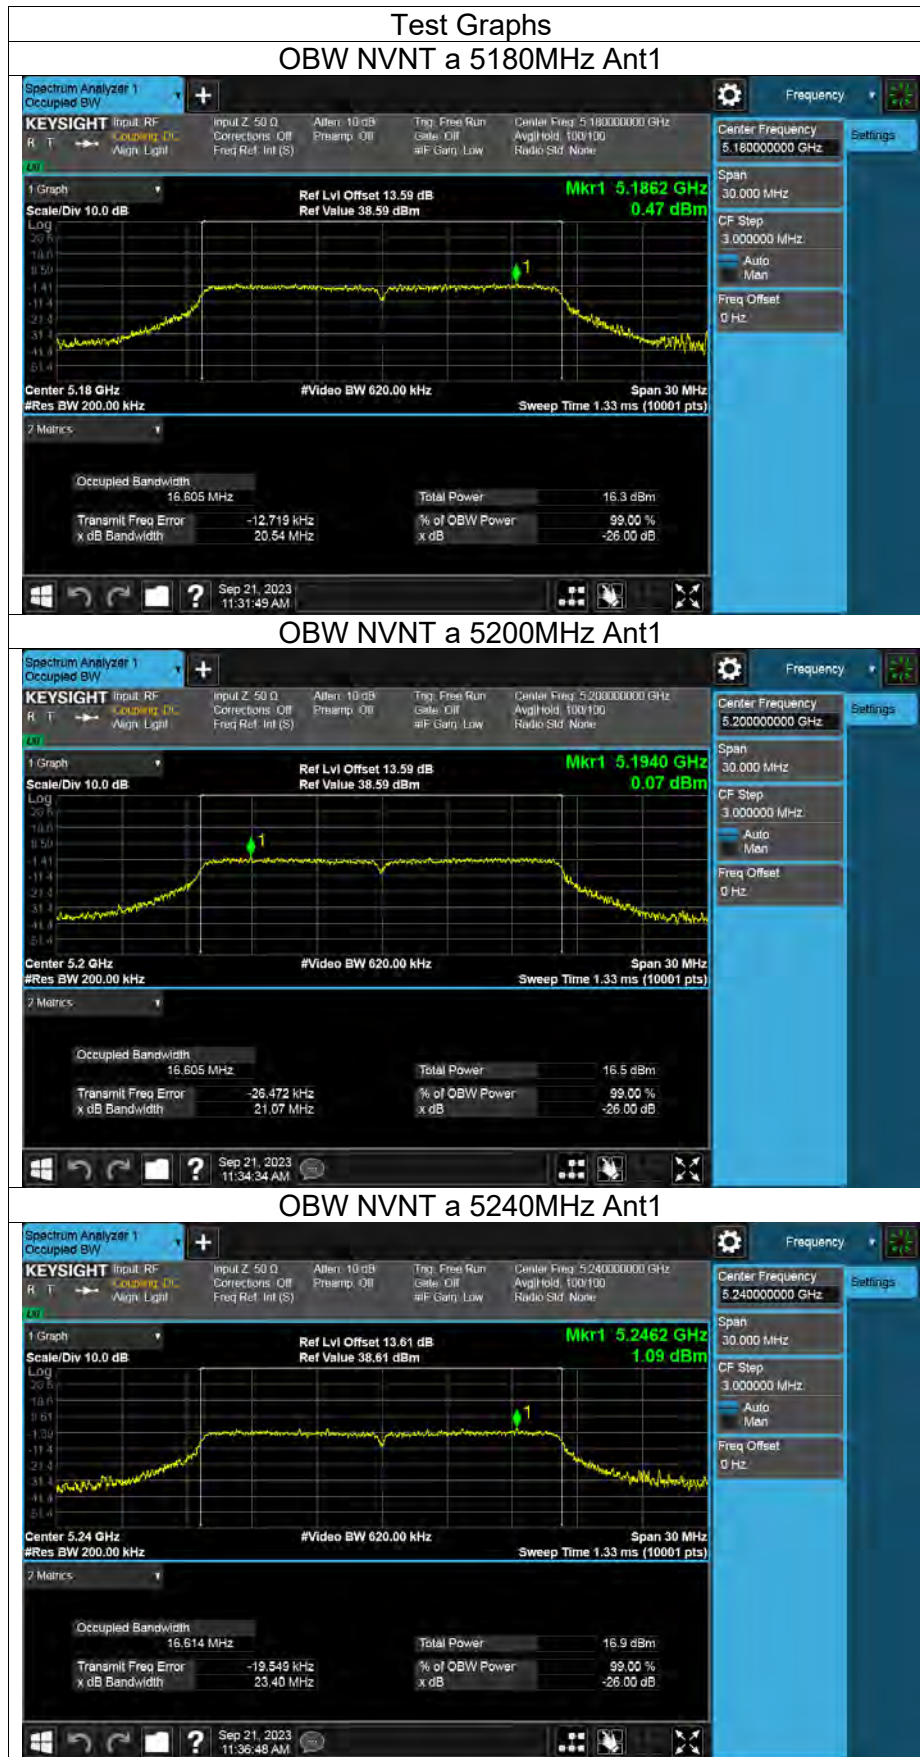 Test Graphs
OBW NVNT a 5180MHz Ant1
Spectrum Analyzer 1
Occupied BW
+
Frequency
KEYSIGHT Input: RF Input Z: 50 Ω Atten: 10 dB Trig: Free Run Center Freq: 5.180000000 GHz
R T Coupling: DC Corrections: Off Preamp: Off Gate: Off Avg|Hold: 100/100
Align: Light Freq Ref: Int (S) #IF Gain: Low Radio Std: None
Center Frequency
5.180000000 GHz
Settings
Span
30.000 MHz
CF Step
3.000000 MHz
Auto
Man
Freq Offset
0 Hz
1 Graph
Ref Lvl Offset 13.59 dB
Mkr1 5.1862 GHz
Scale/Div 10.0 dB
Ref Value 38.59 dBm
0.47 dBm
Log
1
Center 5.18 GHz #Video BW 620.00 kHz Span 30 MHz
#Res BW 200.00 kHz Sweep Time 1.33 ms (10001 pts)
2 Metrics
Occupied Bandwidth
16.605 MHz Total Power 16.3 dBm
Transmit Freq Error -12.719 kHz % of OBW Power 99.00 %
x dB Bandwidth 20.54 MHz x dB -26.00 dB
? Sep 21, 2023
11:31:49 AM
OBW NVNT a 5200MHz Ant1
Spectrum Analyzer 1
Occupied BW
+
Frequency
KEYSIGHT Input: RF Input Z: 50 Ω Atten: 10 dB Trig: Free Run Center Freq: 5.200000000 GHz
R T Coupling: DC Corrections: Off Preamp: Off Gate: Off Avg|Hold: 100/100
Align: Light Freq Ref: Int (S) #IF Gain: Low Radio Std: None
Center Frequency
5.200000000 GHz
Settings
Span
30.000 MHz
CF Step
3.000000 MHz
Auto
Man
Freq Offset
0 Hz
1 Graph
Ref Lvl Offset 13.59 dB
Mkr1 5.1940 GHz
Scale/Div 10.0 dB
Ref Value 38.59 dBm
0.07 dBm
Log
1
Center 5.2 GHz #Video BW 620.00 kHz Span 30 MHz
#Res BW 200.00 kHz Sweep Time 1.33 ms (10001 pts)
2 Metrics
Occupied Bandwidth
16.605 MHz Total Power 16.5 dBm
Transmit Freq Error -26.472 kHz % of OBW Power 99.00 %
x dB Bandwidth 21.07 MHz x dB -26.00 dB
? Sep 21, 2023
11:34:34 AM
OBW NVNT a 5240MHz Ant1
Spectrum Analyzer 1
Occupied BW
+
Frequency
KEYSIGHT Input: RF Input Z: 50 Ω Atten: 10 dB Trig: Free Run Center Freq: 5.240000000 GHz
R T Coupling: DC Corrections: Off Preamp: Off Gate: Off Avg|Hold: 100/100
Align: Light Freq Ref: Int (S) #IF Gain: Low Radio Std: None
Center Frequency
5.240000000 GHz
Settings
Span
30.000 MHz
CF Step
3.000000 MHz
Auto
Man
Freq Offset
0 Hz
1 Graph
Ref Lvl Offset 13.61 dB
Mkr1 5.2462 GHz
Scale/Div 10.0 dB
Ref Value 38.61 dBm
1.09 dBm
Log
1
Center 5.24 GHz #Video BW 620.00 kHz Span 30 MHz
#Res BW 200.00 kHz Sweep Time 1.33 ms (10001 pts)
2 Metrics
Occupied Bandwidth
16.614 MHz Total Power 16.9 dBm
Transmit Freq Error -19.549 kHz % of OBW Power 99.00 %
x dB Bandwidth 23.40 MHz x dB -26.00 dB
? Sep 21, 2023
11:36:48 AM